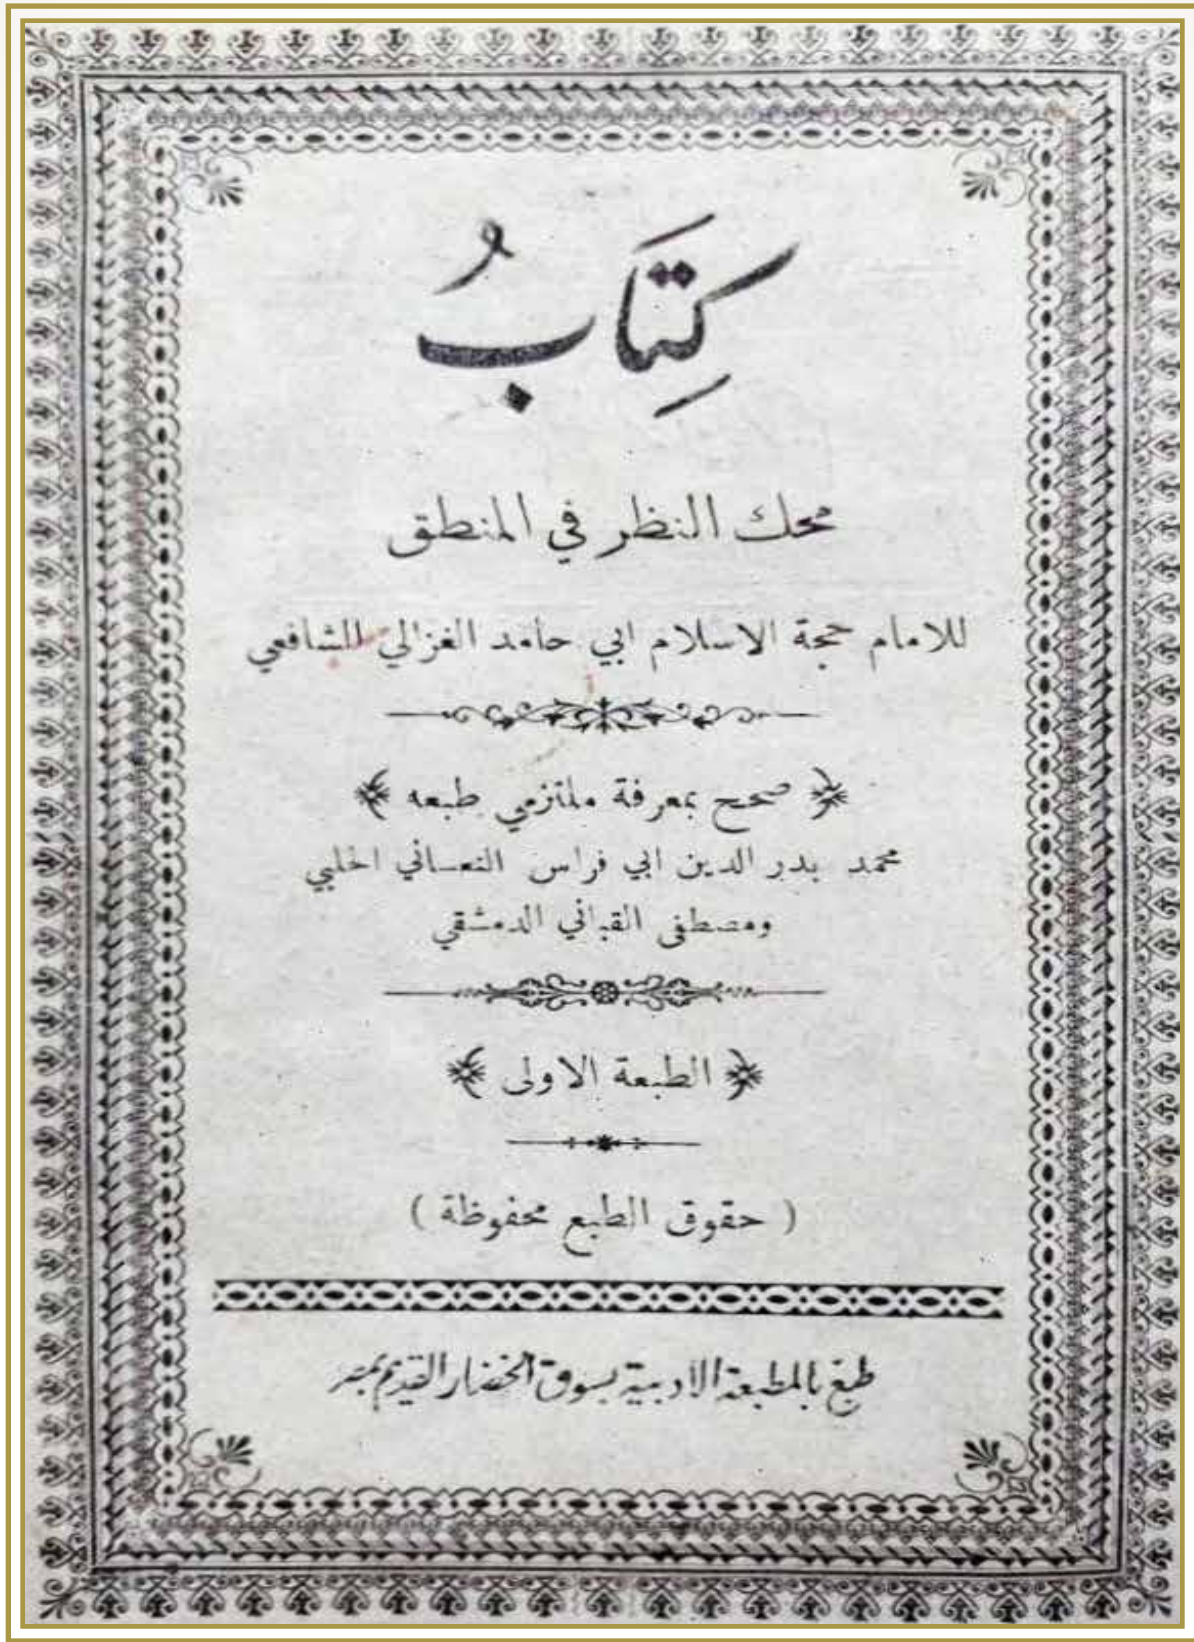 كِتَابُ
محك النظر في المنطق
للامام حجة الاسلام ابي حامد الغزالي الشافعي
صحح بمعرفة ملتزمي طبعه
محمد بدر الدين ابي فراس النعساني الحلبي
ومصطفى القباني الدمشقي
﴿ الطبعة الاولى ﴾
( حقوق الطبع محفوظة )
طبع بالمطبعة الادبية بسوق الخضار القديم بمصر